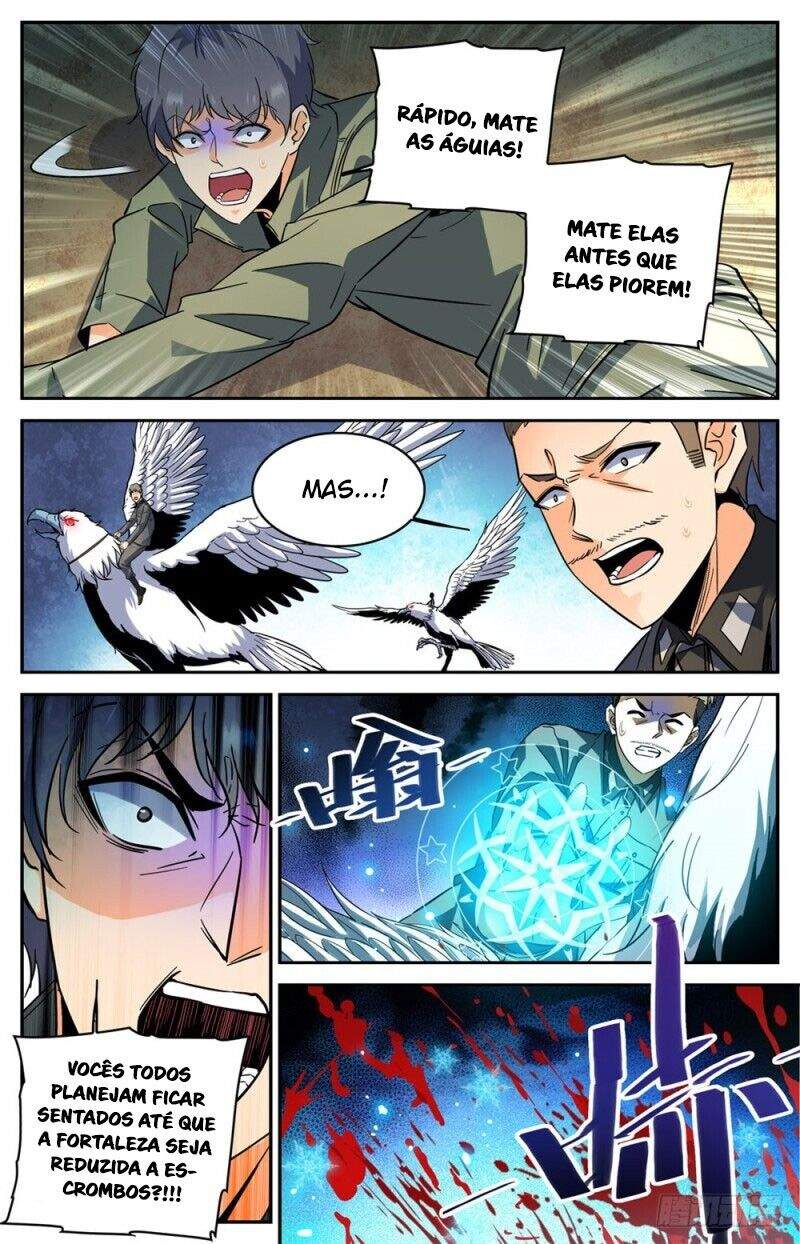 RÁPIDO, MATE
AS ÁGUIAS!
MATE ELAS
ANTES QUE
ELAS PIOREM!
MAS...!
嗡
VOCÊS TODOS
PLANEJAM FICAR
SENTADOS ATÉ QUE
A FORTALEZA SEJA
REDUZIDA A ES-
CROMBOS?!!!